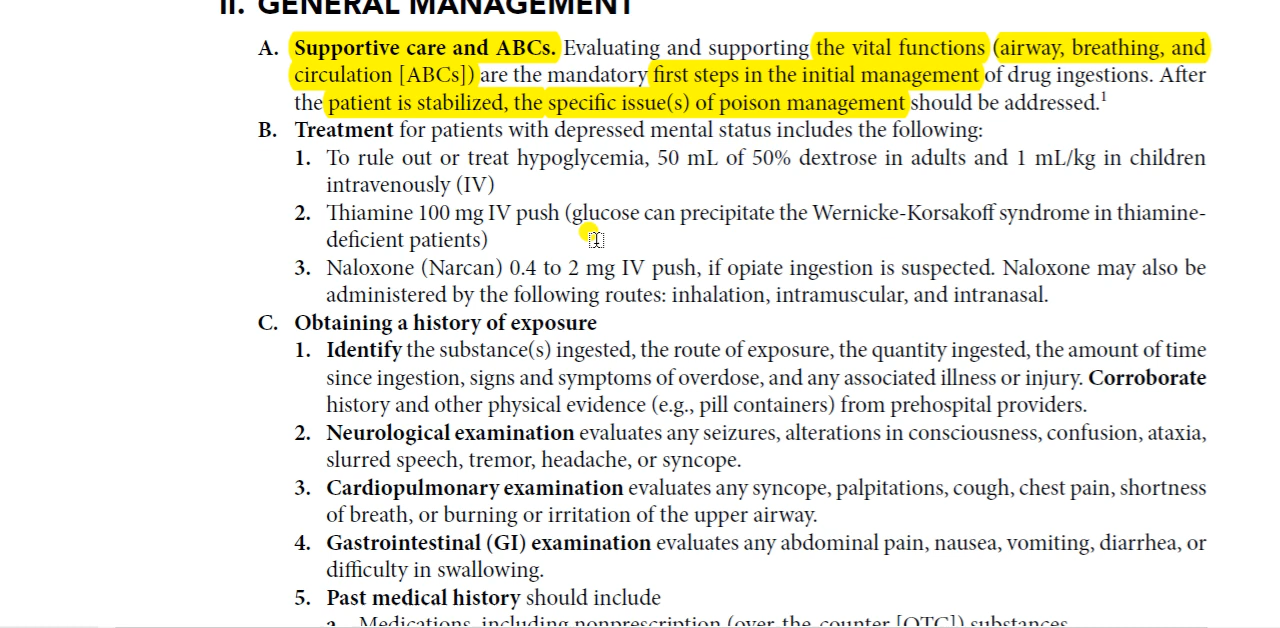 II. GENERAL MANAGEMENT
A. Supportive care and ABCs. Evaluating and supporting the vital functions (airway, breathing, and
circulation [ABCs]) are the mandatory first steps in the initial management of drug ingestions. After
the patient is stabilized, the specific issue(s) of poison management should be addressed.1
B. Treatment for patients with depressed mental status includes the following:
1. To rule out or treat hypoglycemia, 50 mL of 50% dextrose in adults and 1 mL/kg in children
intravenously (IV)
2. Thiamine 100 mg IV push (glucose can precipitate the Wernicke-Korsakoff syndrome in thiamine-
deficient patients)
3. Naloxone (Narcan) 0.4 to 2 mg IV push, if opiate ingestion is suspected. Naloxone may also be
administered by the following routes: inhalation, intramuscular, and intranasal.
C. Obtaining a history of exposure
1. Identify the substance(s) ingested, the route of exposure, the quantity ingested, the amount of time
since ingestion, signs and symptoms of overdose, and any associated illness or injury. Corroborate
history and other physical evidence (e.g., pill containers) from prehospital providers.
2. Neurological examination evaluates any seizures, alterations in consciousness, confusion, ataxia,
slurred speech, tremor, headache, or syncope.
3. Cardiopulmonary examination evaluates any syncope, palpitations, cough, chest pain, shortness
of breath, or burning or irritation of the upper airway.
4. Gastrointestinal (GI) examination evaluates any abdominal pain, nausea, vomiting, diarrhea, or
difficulty in swallowing.
5. Past medical history should include
a. Medications, including nonprescription (over-the-counter [OTC]) substances